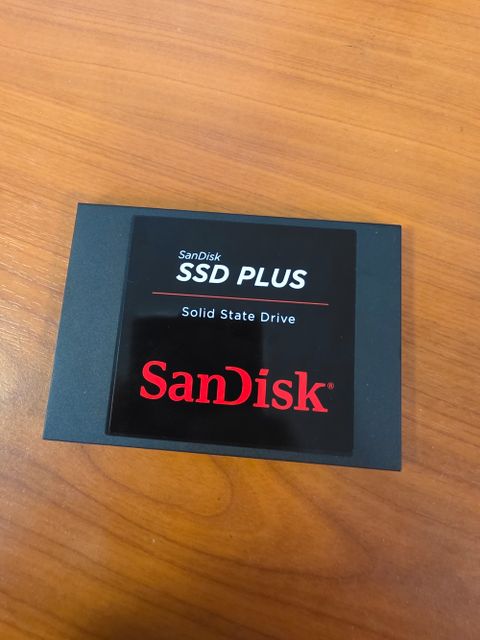 SanDisk
SSD PLUS
Solid State Drive
SanDisk®